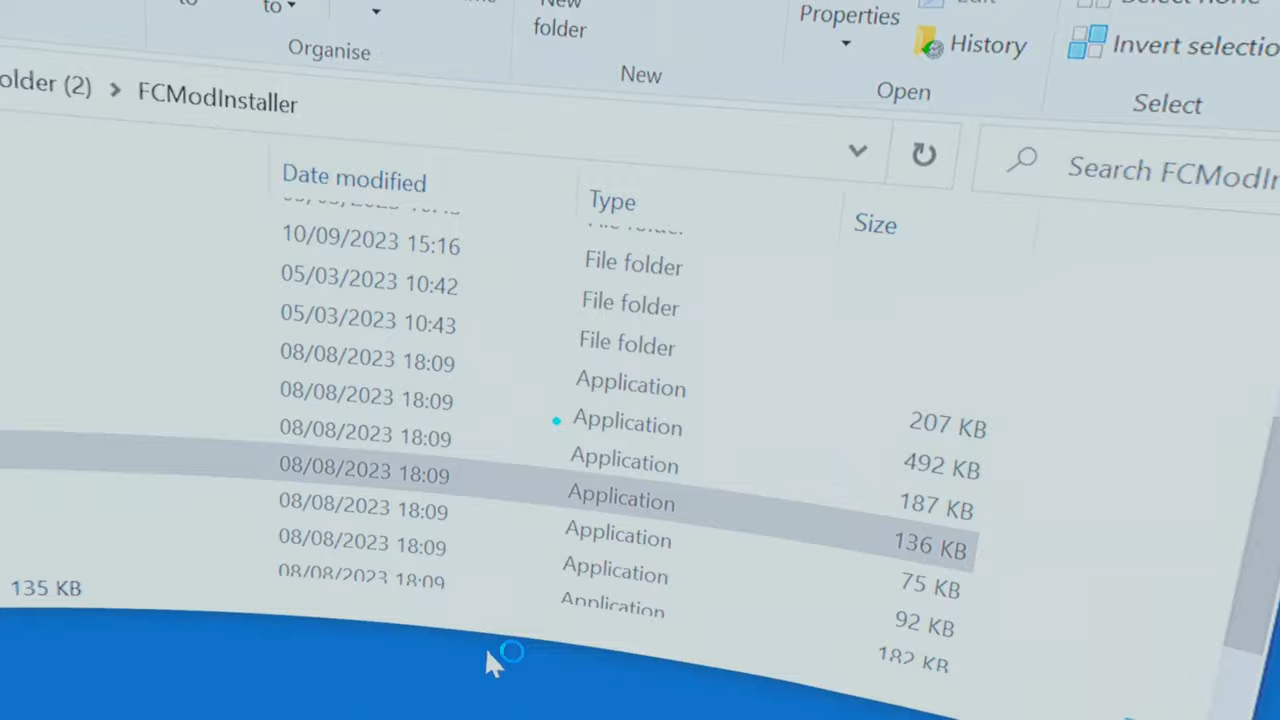 to
to
New
folder
Properties
Edit
Select none
History
Invert selectio
Organise
New
Open
Select
older (2) > FCModInstaller
Search FCModIn
Date modified
Type
Size
10/09/2023 15:16
File folder
05/03/2023 10:42
File folder
05/03/2023 10:43
File folder
08/08/2023 18:09
Application
207 KB
08/08/2023 18:09
Application
492 KB
08/08/2023 18:09
Application
187 KB
08/08/2023 18:09
Application
136 KB
08/08/2023 18:09
Application
75 KB
08/08/2023 18:09
Application
92 KB
08/08/2023 18:09
Application
182 KB
135 KB